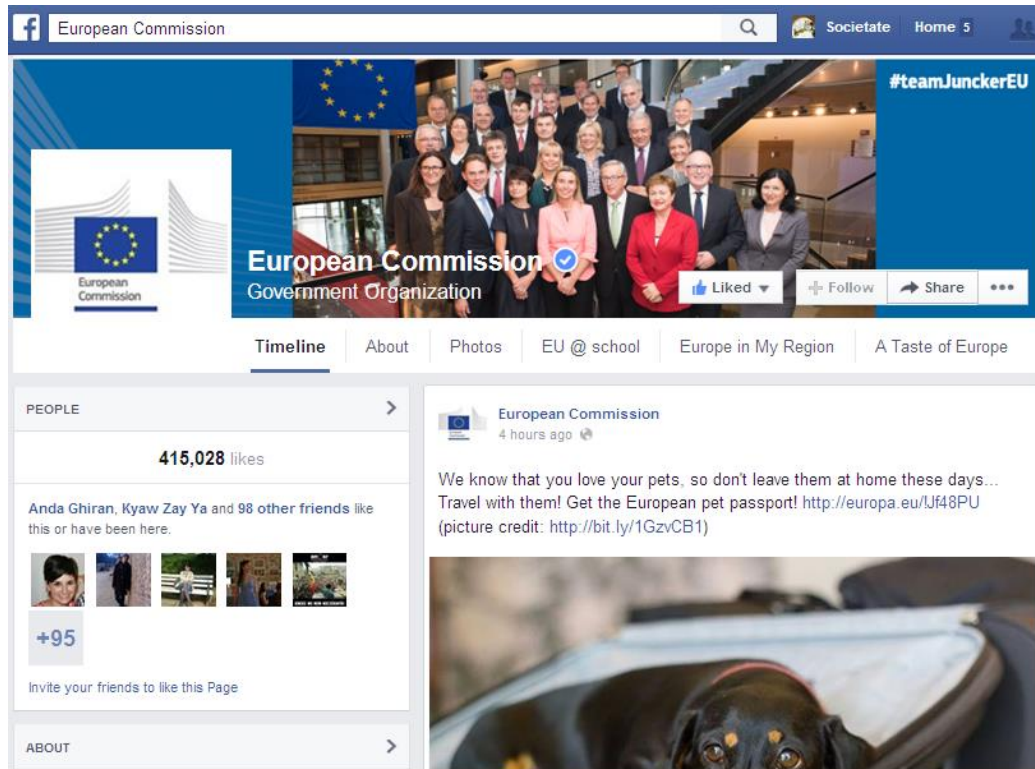 European Commission
Societate
Home 5
#teamJunckerEU
European
Commission
European Commission
Government Organization
Liked
Follow
Share
Timeline
About
Photos
EU @ school
Europe in My Region
A Taste of Europe
PEOPLE
415,028 likes
Anda Ghiran, Kyaw Zay Ya and 98 other friends like
this or have been here.
+95
Invite your friends to like this Page
ABOUT
European Commission
4 hours ago
We know that you love your pets, so don't leave them at home these days...
Travel with them! Get the European pet passport! http://europa.eu/!Jf48PU
(picture credit: http://bit.ly/1GzvCB1)